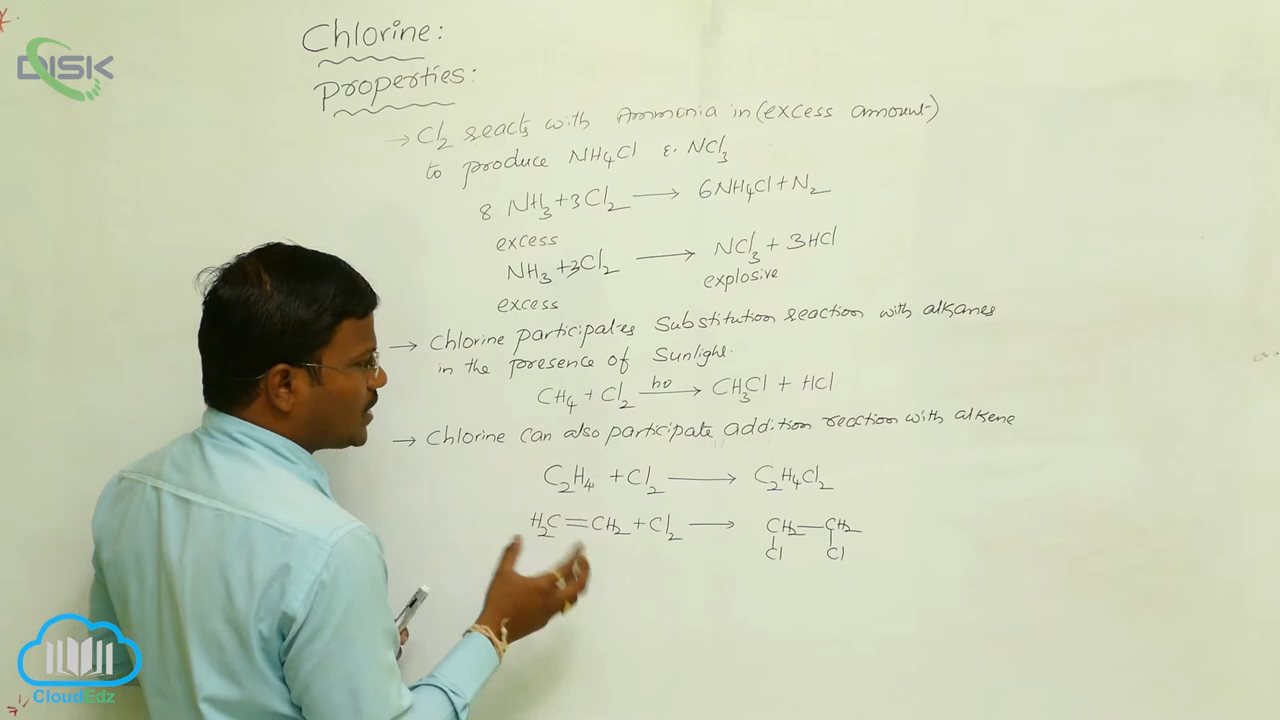 DISK
Chlorine:
Properties:
→ Cl2 reacts with Ammonia in (excess amount)
to produce NH4Cl & NCl3
8 NH3 + 3Cl2 → 6NH4Cl + N2
excess
NH3 + 3Cl2 → NCl3 + 3HCl
excess explosive
→ Chlorine participates Substitution reaction with alkanes
in the presence of Sunlight.
CH4 + Cl2 hυ → CH3Cl + HCl
→ Chlorine can also participate addition reaction with alkene
C2H4 + Cl2 → C2H4Cl2
H2C=CH2 + Cl2 → CH2—CH2
Cl Cl
CloudEdz